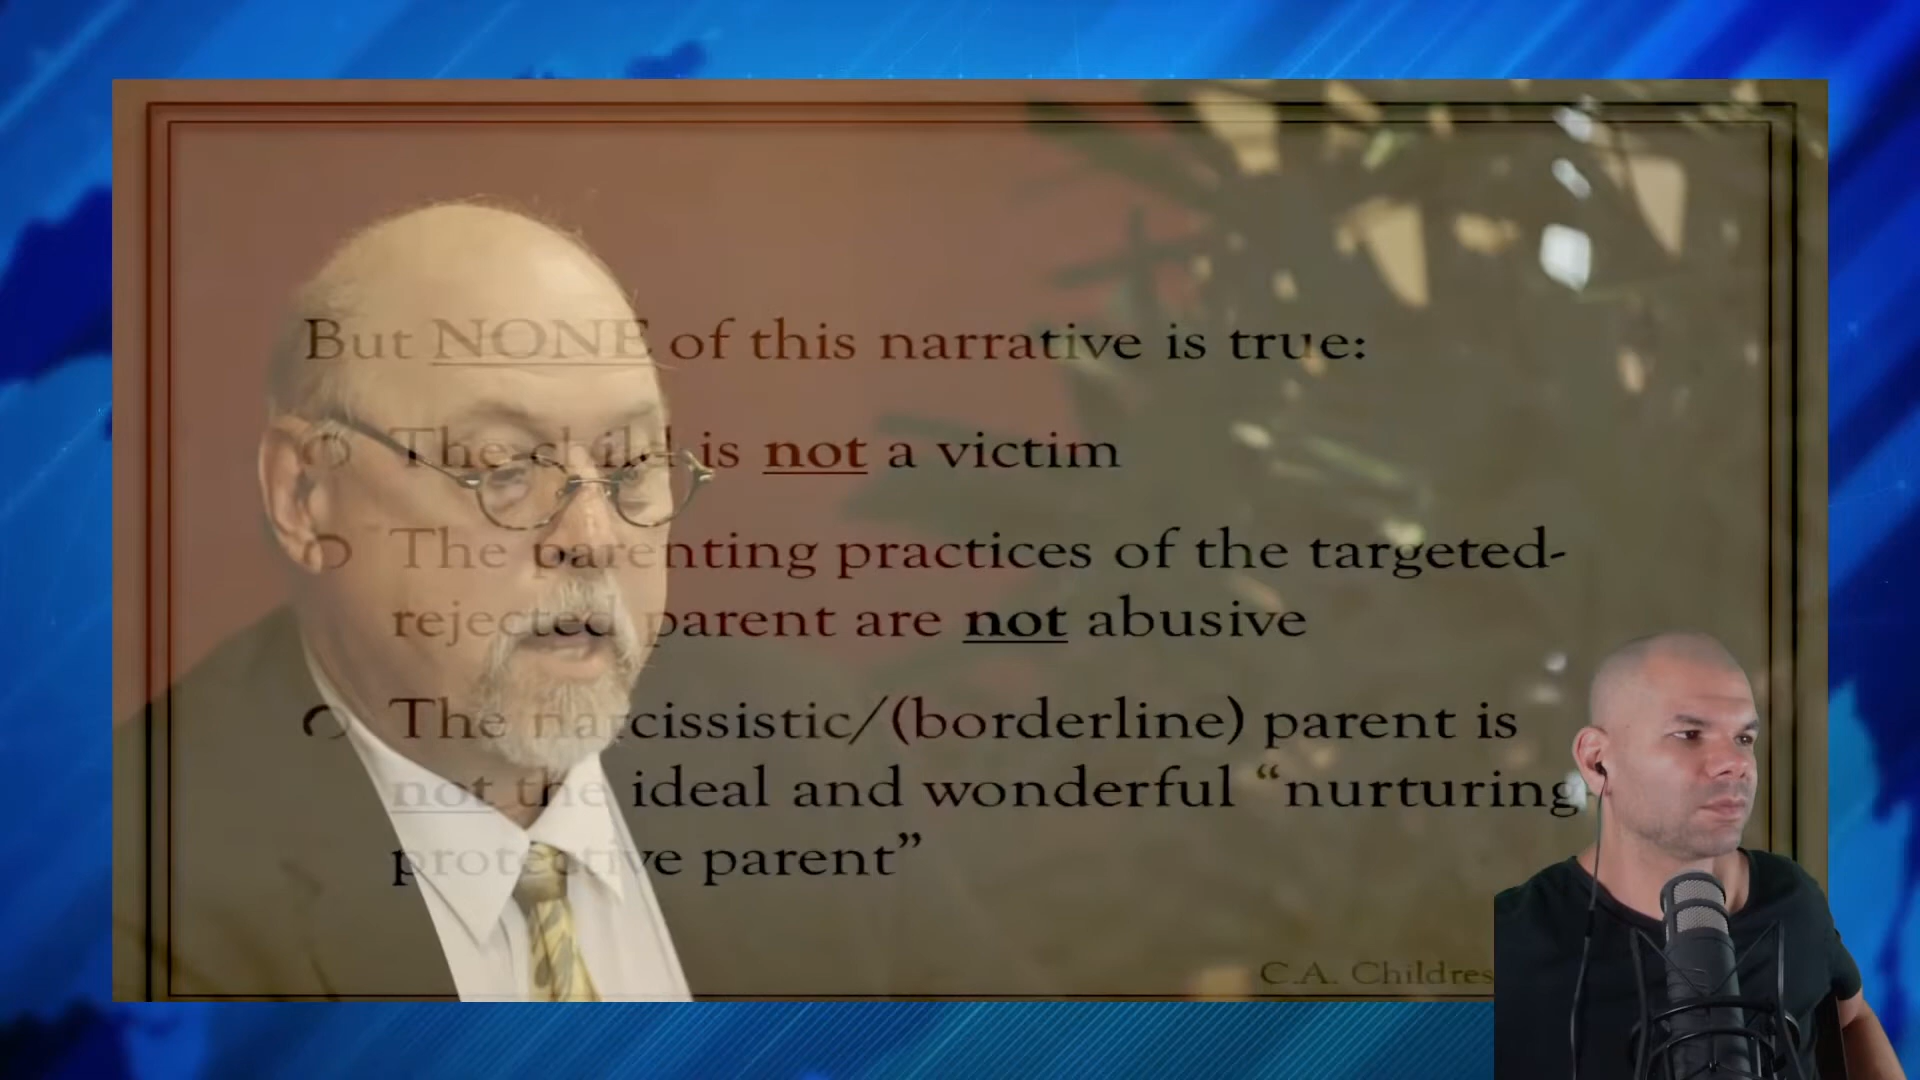 But NONE of this narrative is true:
The child is not a victim
The parenting practices of the targeted-
rejected parent are not abusive
The narcissistic/(borderline) parent is
not the ideal and wonderful “nurturing
protective parent”
C.A. Childres